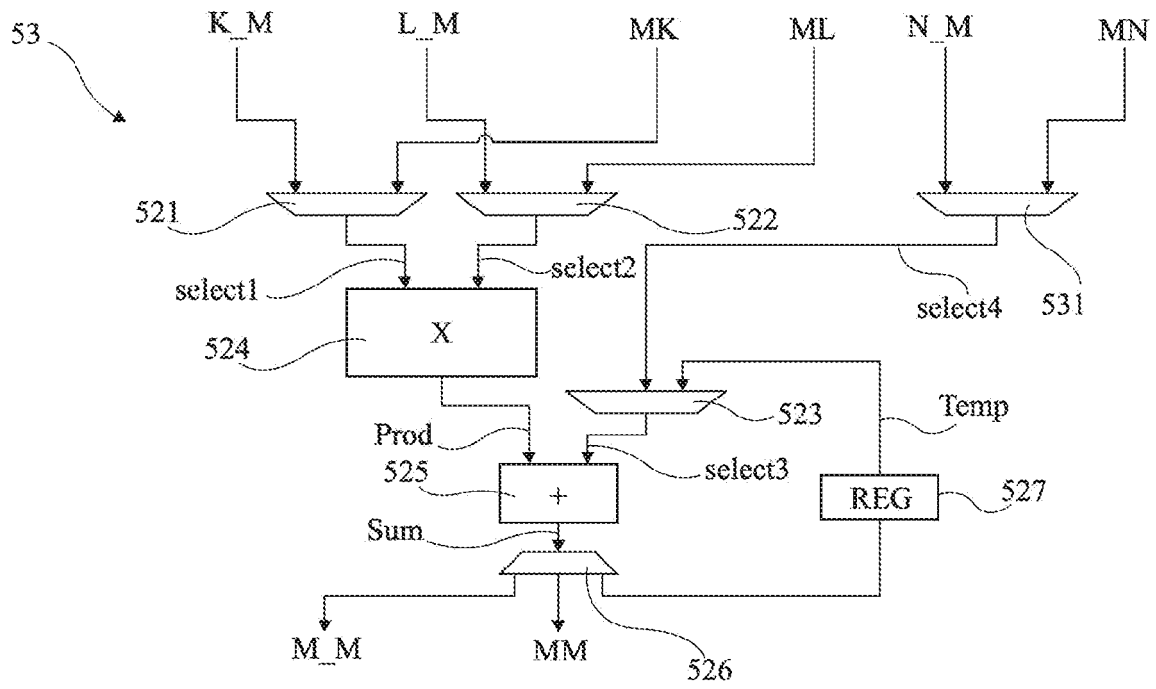 53
K_M L_M MK ML N_M MN
521
522
531
select1
select2
select4
X
524
523
Temp
Prod
select3
525
+
REG
527
Sum
M_M
MM
526